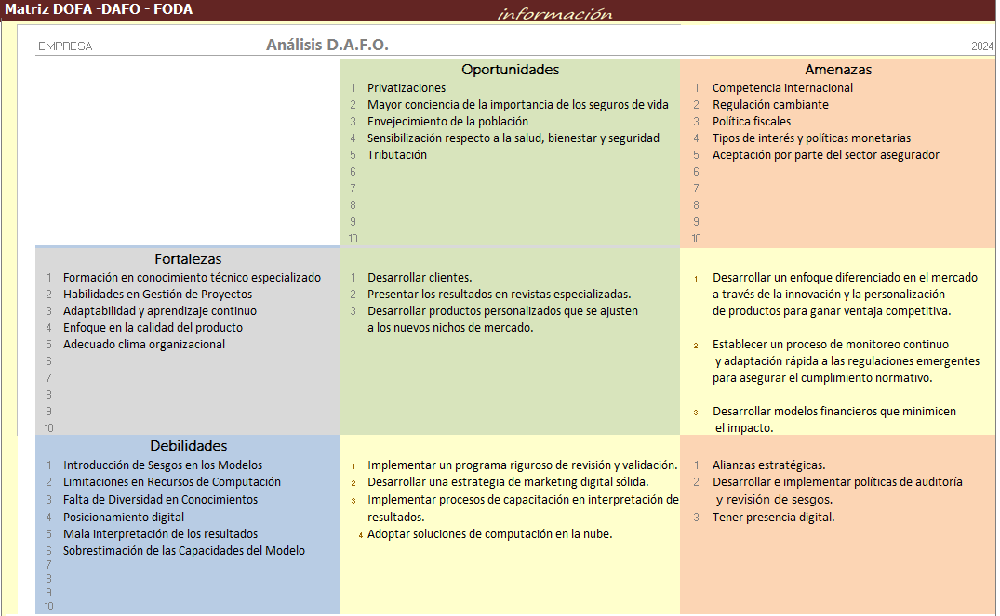 Matriz DOFA -DAFO - FODA
información
EMPRESA
Análisis D.A.F.O.
2024
Oportunidades
1 Privatizaciones
2 Mayor conciencia de la importancia de los seguros de vida
3 Envejecimiento de la población
4 Sensibilización respecto a la salud, bienestar y seguridad
5 Tributación
6
7
8
9
10
Amenazas
1 Competencia internacional
2 Regulación cambiante
3 Política fiscales
4 Tipos de interés y políticas monetarias
5 Aceptación por parte del sector asegurador
6
7
8
9
10
Fortalezas
1 Formación en conocimiento técnico especializado
2 Habilidades en Gestión de Proyectos
3 Adaptabilidad y aprendizaje continuo
4 Enfoque en la calidad del producto
5 Adecuado clima organizacional
6
7
8
9
10
1 Desarrollar clientes.
2 Presentar los resultados en revistas especializadas.
3 Desarrollar productos personalizados que se ajusten
a los nuevos nichos de mercado.
1 Desarrollar un enfoque diferenciado en el mercado
a través de la innovación y la personalización
de productos para ganar ventaja competitiva.
2 Establecer un proceso de monitoreo continuo
y adaptación rápida a las regulaciones emergentes
para asegurar el cumplimiento normativo.
3 Desarrollar modelos financieros que minimicen
el impacto.
Debilidades
1 Introducción de Sesgos en los Modelos
2 Limitaciones en Recursos de Computación
3 Falta de Diversidad en Conocimientos
4 Posicionamiento digital
5 Mala interpretación de los resultados
6 Sobrestimación de las Capacidades del Modelo
7
8
9
10
1 Implementar un programa riguroso de revisión y validación.
2 Desarrollar una estrategia de marketing digital sólida.
3 Implementar procesos de capacitación en interpretación de
resultados.
4 Adoptar soluciones de computación en la nube.
1 Alianzas estratégicas.
2 Desarrollar e implementar políticas de auditoría
y revisión de sesgos.
3 Tener presencia digital.